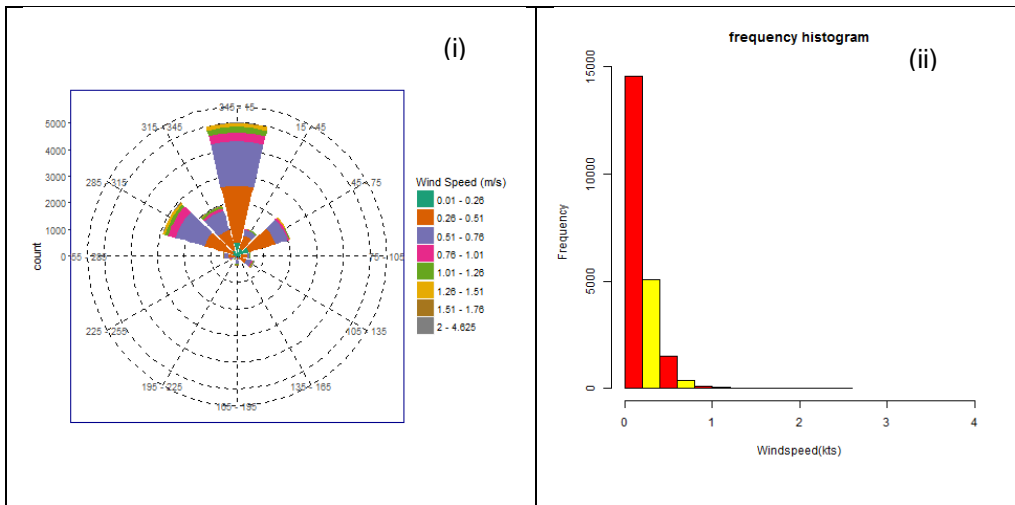 (i)
345 - 15
315 - 345
15 - 45
285 - 315
45 - 75
55 - 285
75 - 105
225 - 255
105 - 135
195 - 225
135 - 165
165 - 195
5000
4000
3000
2000
1000
0
count
Wind Speed (m/s)
0.01 - 0.26
0.26 - 0.51
0.51 - 0.76
0.76 - 1.01
1.01 - 1.26
1.26 - 1.51
1.51 - 1.76
2 - 4.625
frequency histogram
(ii)
15000
10000
5000
0
Frequency
0 1 2 3 4
Windspeed(kts)